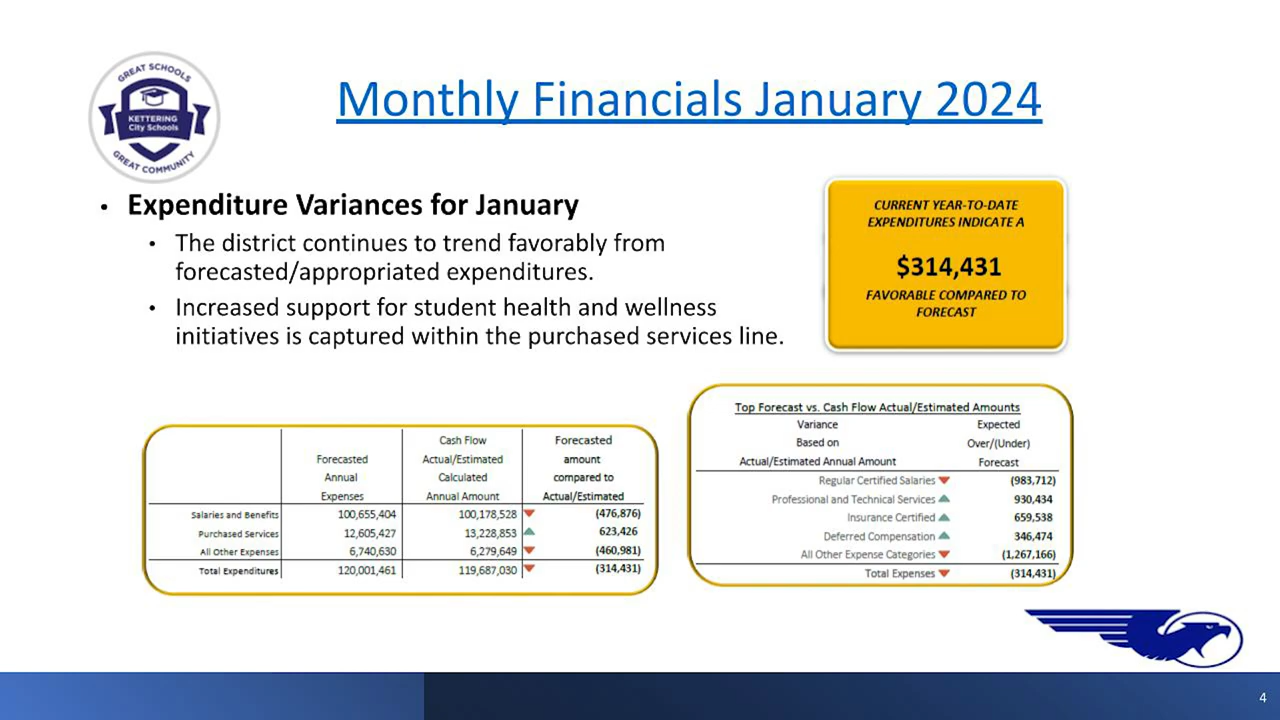 GREAT SCHOOLS
KETTERING
City Schools
GREAT COMMUNITY
Monthly Financials January 2024
• Expenditure Variances for January
• The district continues to trend favorably from
forecasted/appropriated expenditures.
• Increased support for student health and wellness
initiatives is captured within the purchased services line.
CURRENT YEAR-TO-DATE
EXPENDITURES INDICATE A
$314,431
FAVORABLE COMPARED TO
FORECAST
Cash Flow Forecasted
Forecasted Actual/Estimated amount
Annual Calculated compared to
Expenses Annual Amount Actual/Estimated
Salaries and Benefits 100,655,404 100,178,528 (476,876)
Purchased Services 12,605,427 13,228,853 623,426
All Other Expenses 6,740,630 6,279,649 (460,981)
Total Expenditures 120,001,461 119,687,030 (314,431)
Top Forecast vs. Cash Flow Actual/Estimated Amounts
Variance Expected
Based on Over/(Under)
Actual/Estimated Annual Amount Forecast
Regular Certified Salaries (983,712)
Professional and Technical Services 930,434
Insurance Certified 659,538
Deferred Compensation 346,474
All Other Expense Categories (1,267,166)
Total Expenses (314,431)
4